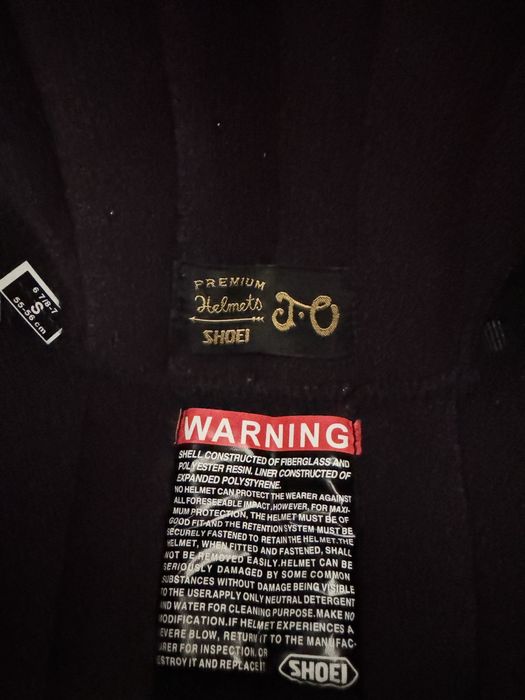 PREMIUM
Helmets
SHOEI
J·O
6 7/8-7
S
55-56 cm
WARNING
SHELL CONSTRUCTED OF FIBERGLASS AND
POLYESTER RESIN. LINER CONSTRUCTED OF
EXPANDED POLYSTYRENE.
NO HELMET CAN PROTECT THE WEARER AGAINST
ALL FORESEEABLE IMPACT.HOWEVER, FOR MAXI-
MUM PROTECTION, THE HELMET MUST BE OF
GOOD FIT AND THE RETENTION SYSTEM MUST BE
SECURELY FASTENED TO RETAIN THE HELMET. THE
HELMET, WHEN FITTED AND FASTENED, SHALL
NOT BE REMOVED EASILY.HELMET CAN BE
SERIOUSLY DAMAGED BY SOME COMMON
SUBSTANCES WITHOUT DAMAGE BEING VISIBLE
TO THE USER.APPLY ONLY NEUTRAL DETERGENT
AND WATER FOR CLEANING PURPOSE.MAKE NO
MODIFICATION.IF HELMET EXPERIENCES A
EVERE BLOW, RETURN IT TO THE MANUFAC-
URER FOR INSPECTION, OR
ESTROY IT AND REPLACE IT
SHOEI